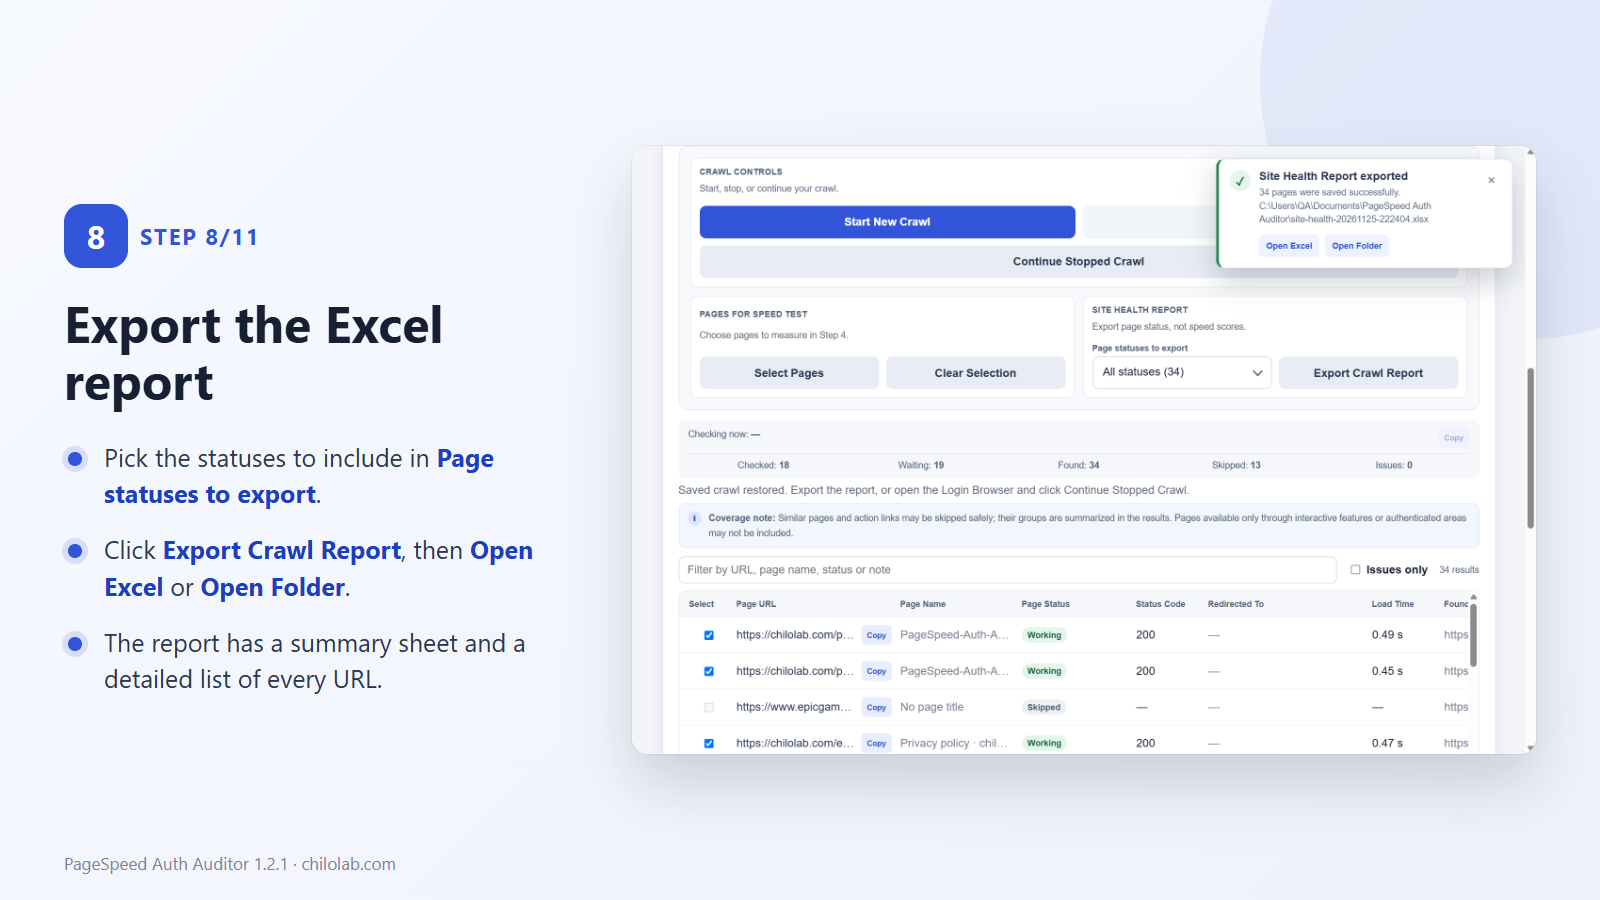 8
STEP 8/11
Export the Excel
report
Pick the statuses to include in Page
statuses to export.
Click Export Crawl Report, then Open
Excel or Open Folder.
The report has a summary sheet and a
detailed list of every URL.
PageSpeed Auth Auditor 1.2.1 · chilolab.com
CRAWL CONTROLS
Start, stop, or continue your crawl.
Start New Crawl
Continue Stopped Crawl
Site Health Report exported
34 pages were saved successfully.
C:\Users\QA\Documents\PageSpeed Auth
Auditor\site-health-20261125-222404.xlsx
Open Excel Open Folder
PAGES FOR SPEED TEST
Choose pages to measure in Step 4.
Select Pages Clear Selection
SITE HEALTH REPORT
Export page status, not speed scores.
Page statuses to export
All statuses (34) Export Crawl Report
Checking now: — Copy
Checked: 18 Waiting: 19 Found: 34 Skipped: 13 Issues: 0
Saved crawl restored. Export the report, or open the Login Browser and click Continue Stopped Crawl.
Coverage note: Similar pages and action links may be skipped safely; their groups are summarized in the results. Pages available only through interactive features or authenticated areas
may not be included.
Filter by URL, page name, status or note Issues only 34 results
Select Page URL Page Name Page Status Status Code Redirected To Load Time Found
https://chilolab.com/p... Copy PageSpeed-Auth-A... Working 200 — 0.49 s https
https://chilolab.com/p... Copy PageSpeed-Auth-A... Working 200 — 0.45 s https
https://www.epicgam... Copy No page title Skipped — — — https
https://chilolab.com/e... Copy Privacy policy · chil... Working 200 — 0.47 s https